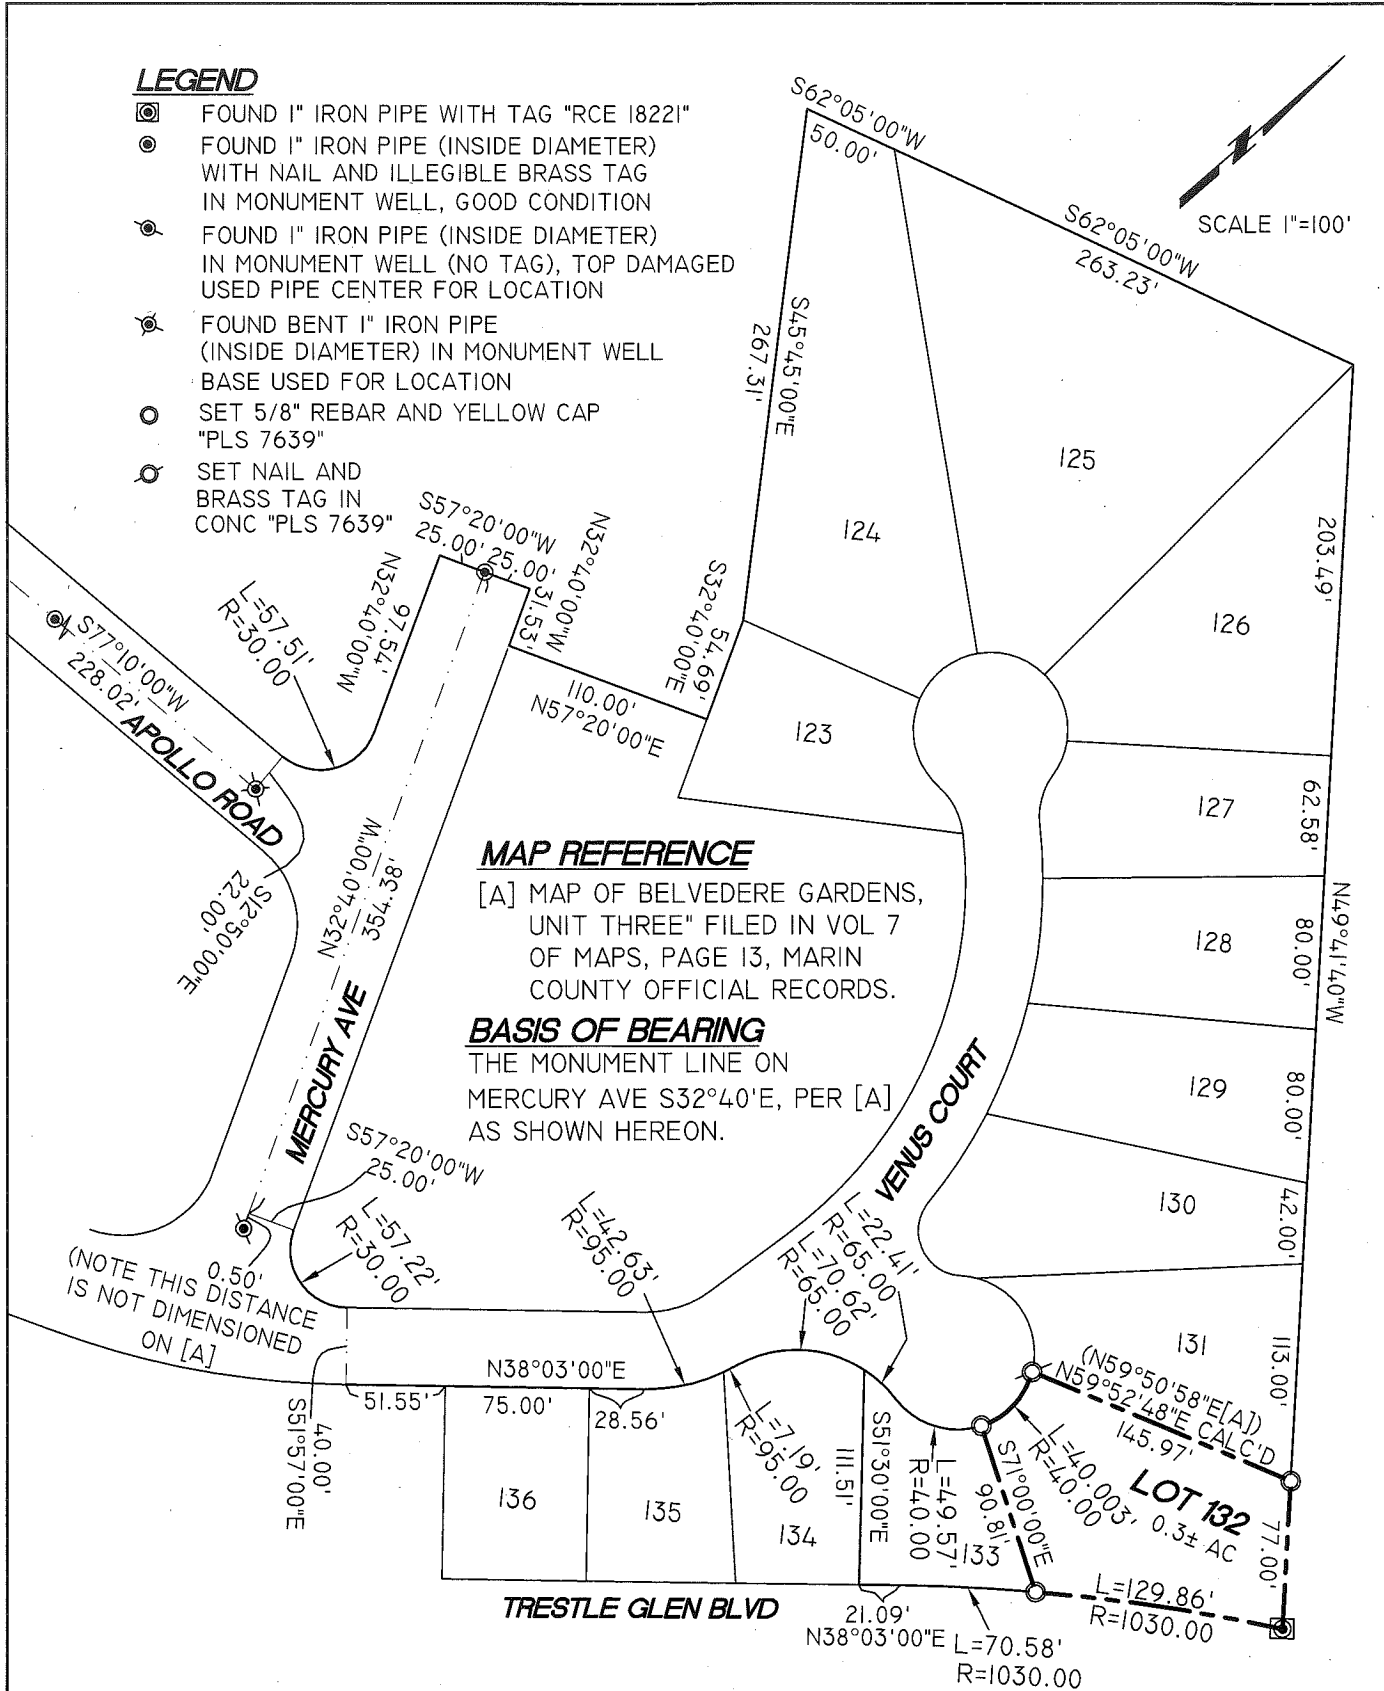 LEGEND
FOUND 1" IRON PIPE WITH TAG "RCE 18221"
FOUND 1" IRON PIPE (INSIDE DIAMETER)
WITH NAIL AND ILLEGIBLE BRASS TAG
IN MONUMENT WELL, GOOD CONDITION
FOUND 1" IRON PIPE (INSIDE DIAMETER)
IN MONUMENT WELL (NO TAG), TOP DAMAGED
USED PIPE CENTER FOR LOCATION
FOUND BENT 1" IRON PIPE
(INSIDE DIAMETER) IN MONUMENT WELL
BASE USED FOR LOCATION
SET 5/8" REBAR AND YELLOW CAP
"PLS 7639"
SET NAIL AND
BRASS TAG IN
CONC "PLS 7639"
SCALE 1"=100'
S62°05'00"W
50.00'
S62°05'00"W
263.23'
S45°45'00"E
267.31'
125
124
203.49'
126
S57°20'00"W
25.00'
25.00'
N32°40'00"W
31.53'
N32°40'00"W
97.54'
L=57.51'
R=30.00
S77°10'00"W
228.02'
APOLLO ROAD
S12°50'00"E
22.00'
S32°40'00"E
54.69'
110.00'
N57°20'00"E
123
127
62.58'
N32°40'00"W
354.38'
MERCURY AVE
MAP REFERENCE
[A] MAP OF BELVEDERE GARDENS,
UNIT THREE" FILED IN VOL 7
OF MAPS, PAGE 13, MARIN
COUNTY OFFICIAL RECORDS.
BASIS OF BEARING
THE MONUMENT LINE ON
MERCURY AVE S32°40'E, PER [A]
AS SHOWN HEREON.
128
80.00'
N49°41'40"W
129
80.00'
VENUS COURT
130
42.00'
S57°20'00"W
25.00'
L=57.22'
R=30.00
0.50'
(NOTE THIS DISTANCE
IS NOT DIMENSIONED
ON [A]
L=42.63'
R=95.00
L=22.41'
R=65.00
L=70.62'
R=65.00
131
113.00'
(N59°50'58"E[A])
N59°52'48"E CALC'D
145.97'
N38°03'00"E
51.55'
75.00'
28.56'
40.00'
S51°57'00"E
L=7.19'
R=95.00
111.51'
S51°30'00"E
L=49.57'
R=40.00
S71°00'00"E
90.81'
L=40.003'
R=40.00
LOT 132
0.3± AC
77.00'
136
135
134
133
L=129.86'
R=1030.00
TRESTLE GLEN BLVD
21.09'
N38°03'00"E
L=70.58'
R=1030.00